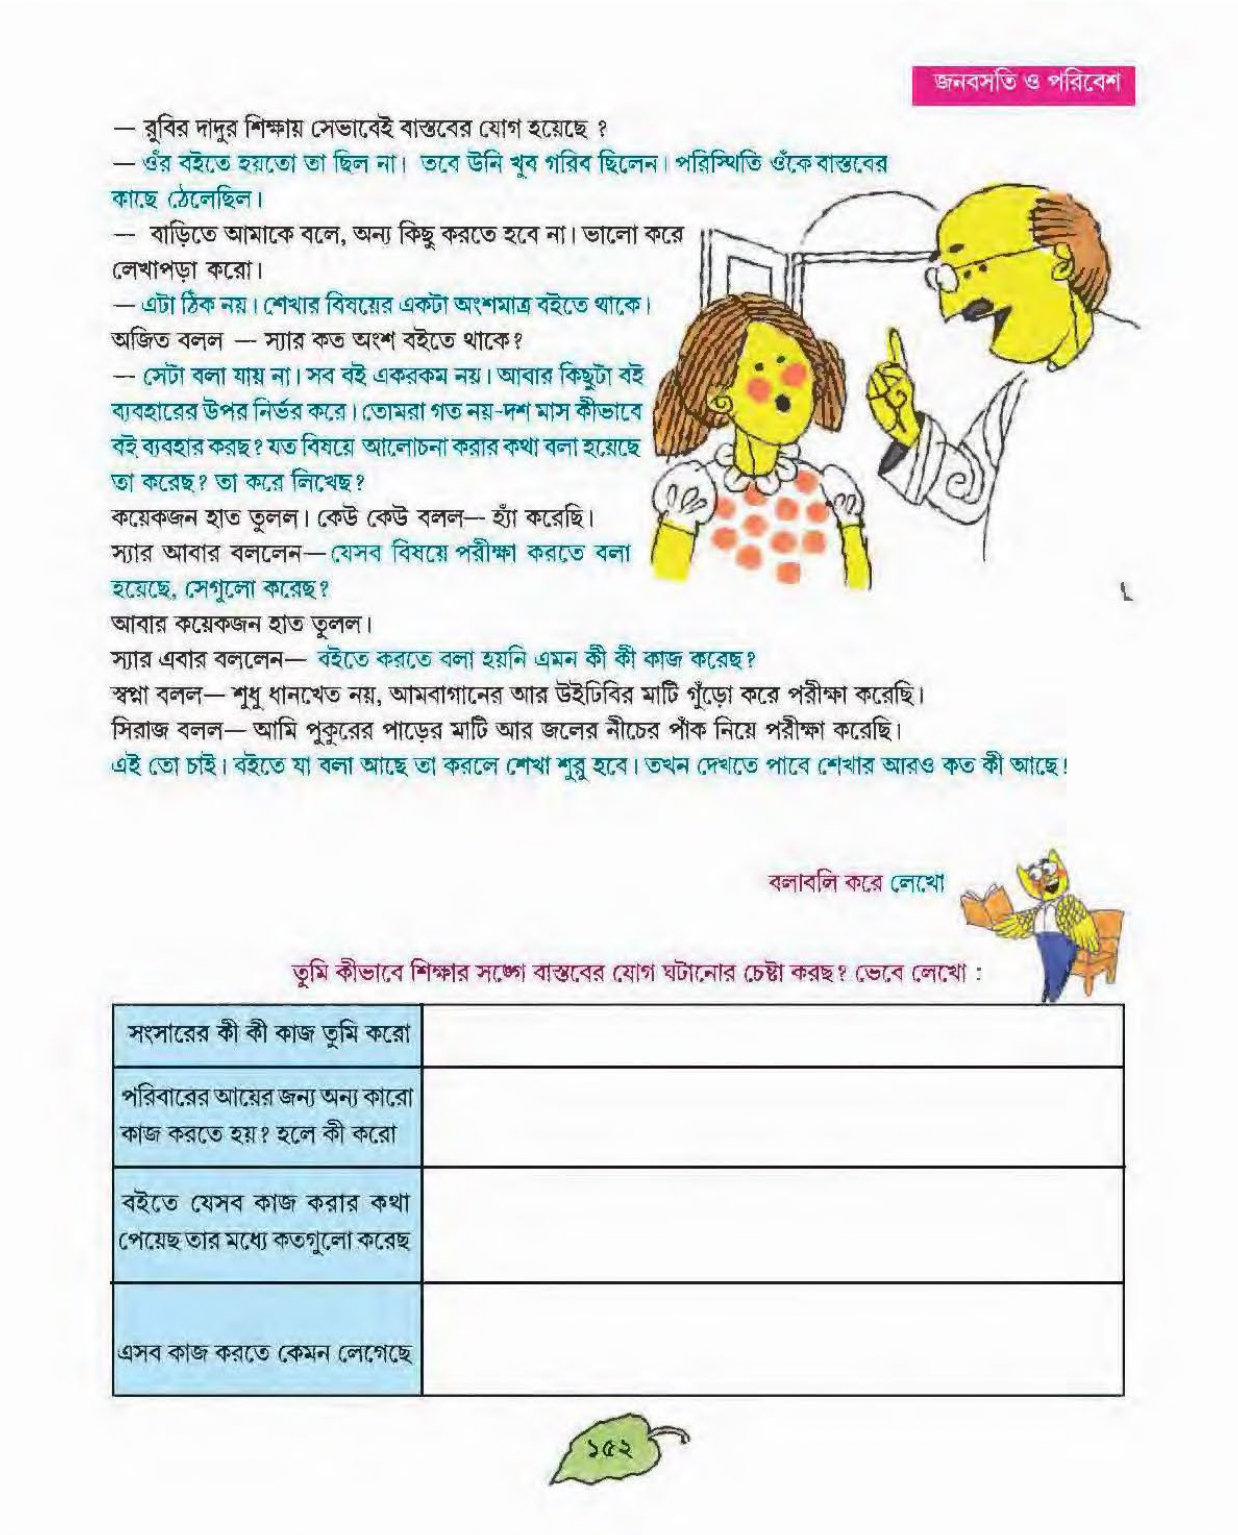 জনবসতি ও পরিবেশ
— রুবির দাদুর শিক্ষায় সেভাবেই বাস্তবের যোগ হয়েছে ?
— ওঁর বইতে হয়তো তা ছিল না। তবে উনি খুব গরিব ছিলেন। পরিস্থিতি ওঁকে বাস্তবের
কাছে ঠেলেছিল।
— বাড়িতে আমাকে বলে, অন্য কিছু করতে হবে না। ভালো করে
লেখাপড়া করো।
— এটা ঠিক নয়। শেখার বিষয়ের একটা অংশমাত্র বইতে থাকে।
অজিত বলল — স্যার কত অংশ বইতে থাকে?
— সেটা বলা যায় না। সব বই একরকম নয়। আবার কিছুটা বই
ব্যবহারের উপর নির্ভর করে। তোমরা গত নয়-দশ মাস কীভাবে
বই ব্যবহার করছ? যত বিষয়ে আলোচনা করার কথা বলা হয়েছে
তা করেছ? তা করে লিখেছ?
কয়েকজন হাত তুলল। কেউ কেউ বলল— হ্যাঁ করেছি।
স্যার আবার বললেন— যেসব বিষয়ে পরীক্ষা করতে বলা
হয়েছে, সেগুলো করেছ?
আবার কয়েকজন হাত তুলল।
স্যার এবার বললেন— বইতে করতে বলা হয়নি এমন কী কী কাজ করেছ?
স্বপ্না বলল— শুধু ধানখেত নয়, আমবাগানের আর উইঢিবির মাটি গুঁড়ো করে পরীক্ষা করেছি।
সিরাজ বলল— আমি পুকুরের পাড়ের মাটি আর জলের নীচের পাঁক নিয়ে পরীক্ষা করেছি।
এই তো চাই। বইতে যা বলা আছে তা করলে শেখা শুরু হবে। তখন দেখতে পাবে শেখার আরও কত কী আছে!
বলাবলি করে লেখো
তুমি কীভাবে শিক্ষার সঙ্গে বাস্তবের যোগ ঘটানোর চেষ্টা করছ? ভেবে লেখো :
সংসারের কী কী কাজ তুমি করো
পরিবারের আয়ের জন্য অন্য কারো
কাজ করতে হয়? হলে কী করো
বইতে যেসব কাজ করার কথা
পেয়েছ তার মধ্যে কতগুলো করেছ
এসব কাজ করতে কেমন লেগেছে
১৫২